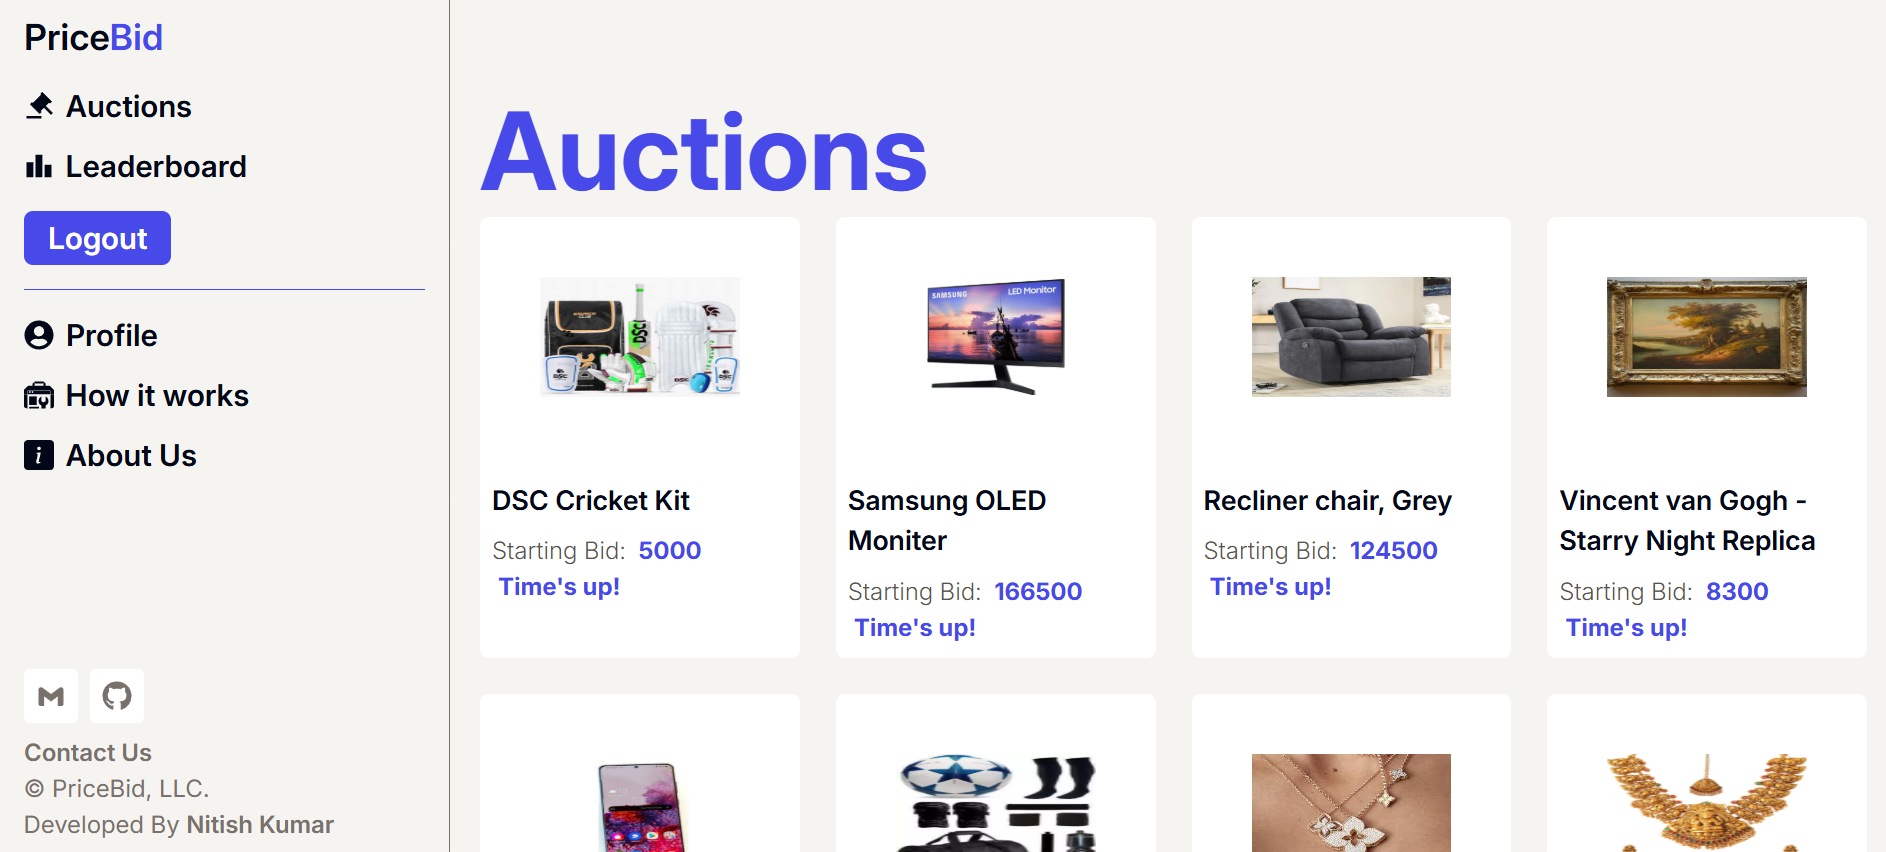 PriceBid
Auctions
Leaderboard
Logout
Profile
How it works
About Us
Contact Us
© PriceBid, LLC.
Developed By Nitish Kumar
Auctions
SAMSUNG
LED Monitor
DSC
DSC
DSC Cricket Kit
Starting Bid: 5000
Time's up!
Samsung OLED
Moniter
Starting Bid: 166500
Time's up!
Recliner chair, Grey
Starting Bid: 124500
Time's up!
Vincent van Gogh -
Starry Night Replica
Starting Bid: 8300
Time's up!